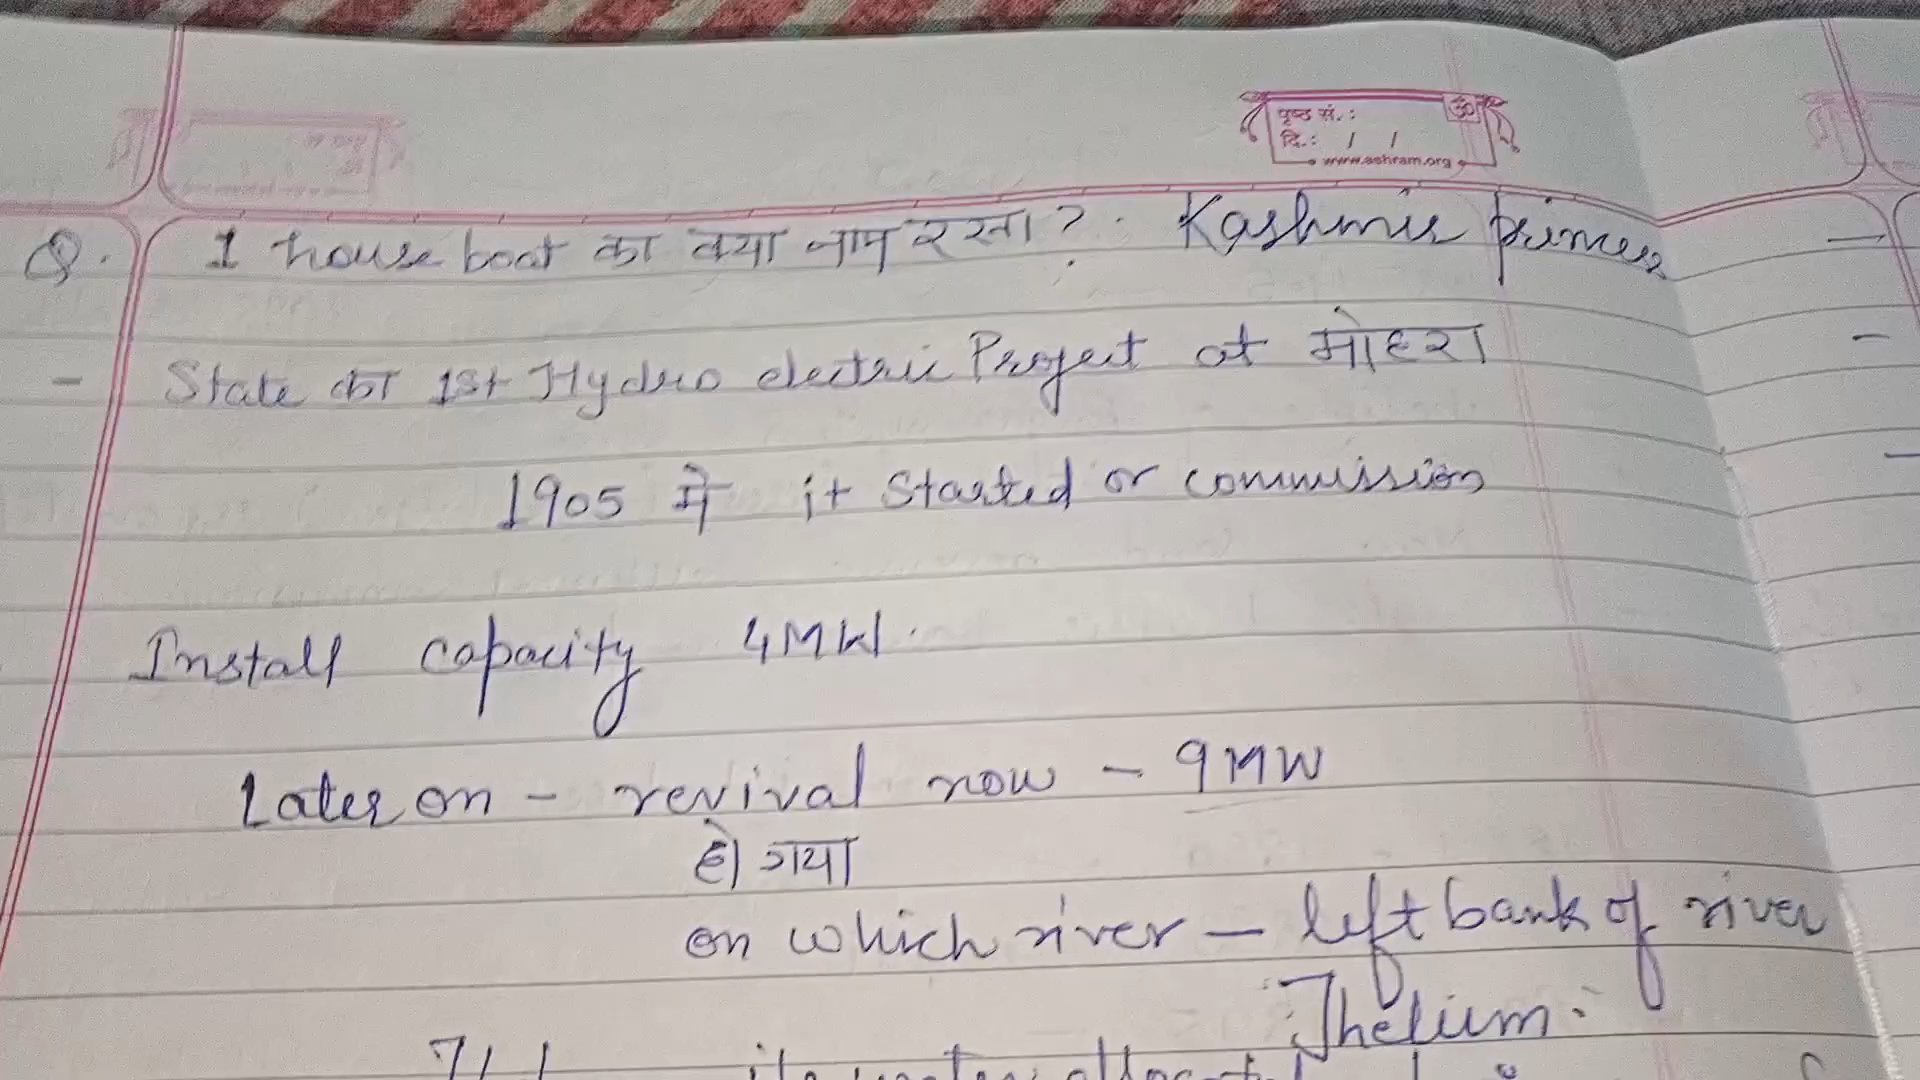 पृष्ठ सं.:
दि.: / /
www.ashram.org
Q. 1 house boat का क्या नाम रखा? Kashmir princess
- State का 1st Hydro electric Project at मोहरा
1905 मे it Started or commission
Install capacity 4MW.
Later on - revival now - 9MW
हो गया
on which river - left bank of river
Jhelium.